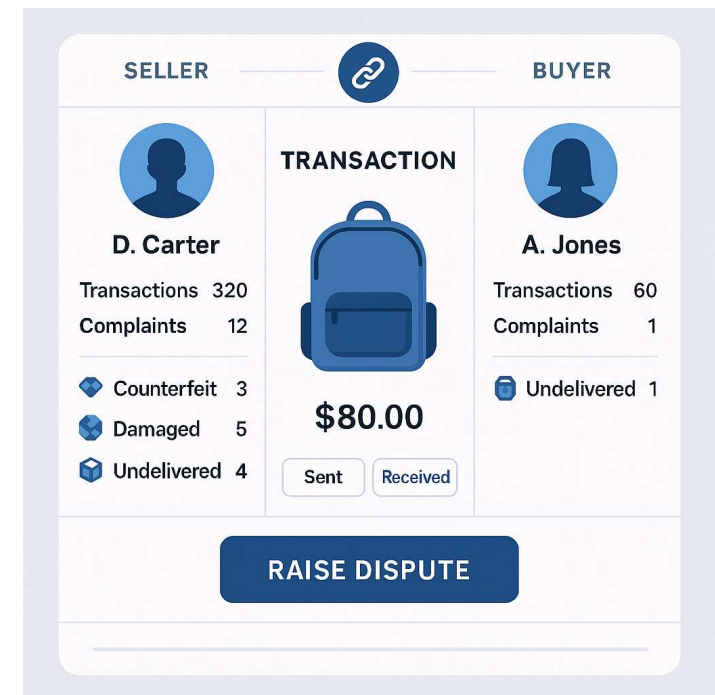 SELLER
BUYER
D. Carter
Transactions 320
Complaints 12
Counterfeit 3
Damaged 5
Undelivered 4
TRANSACTION
$80.00
Sent
Received
A. Jones
Transactions 60
Complaints 1
Undelivered 1
RAISE DISPUTE